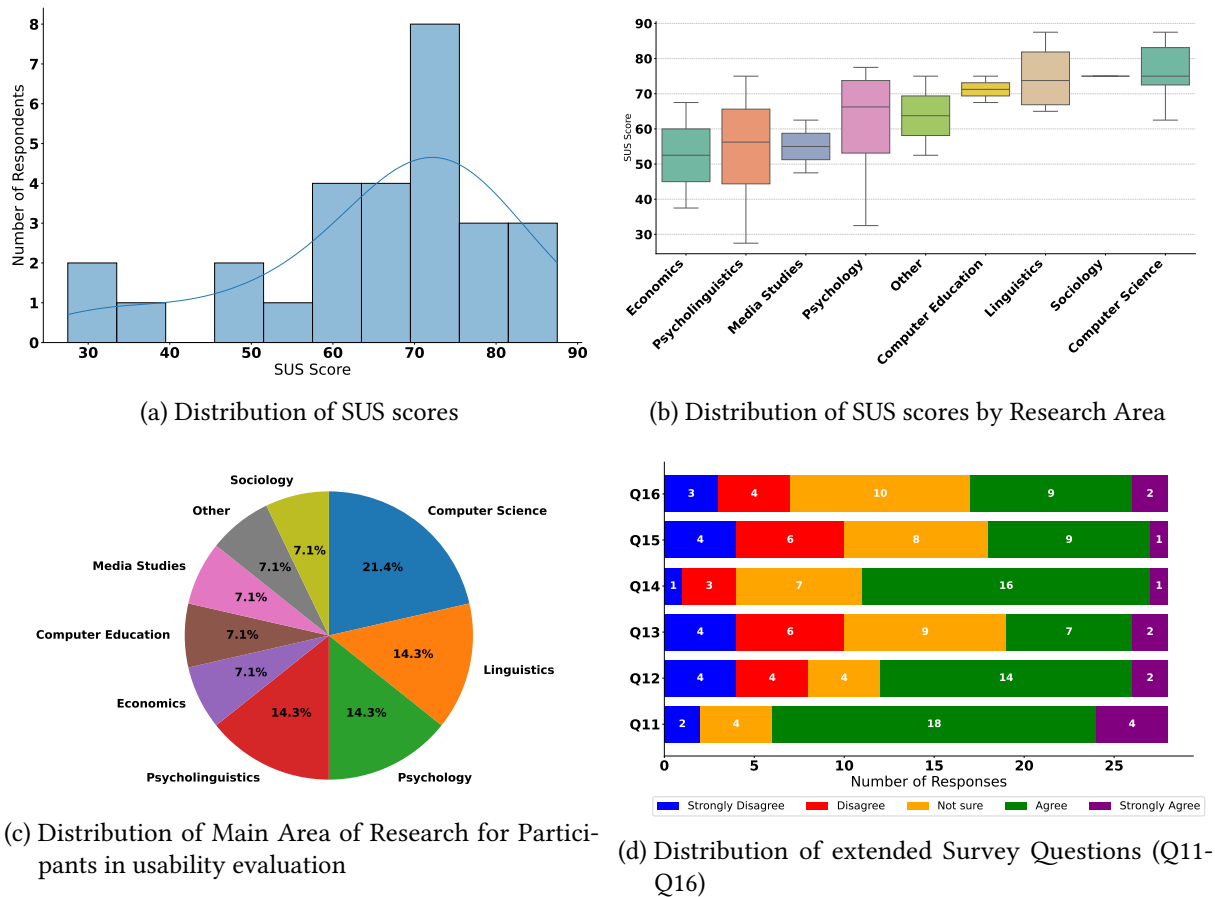 8
7
6
5
4
3
2
1
0
Number of Respondents
30 40 50 60 70 80 90
SUS Score
(a) Distribution of SUS scores
90
80
70
60
50
40
30
SUS Score
Economics
Psycholinguistics
Media Studies
Psychology
Other
Computer Education
Linguistics
Sociology
Computer Science
(b) Distribution of SUS scores by Research Area
Sociology
Computer Science
Other
Media Studies
Computer Education
Economics
Psycholinguistics
Psychology
Linguistics
7.1%
21.4%
7.1%
7.1%
7.1%
7.1%
14.3%
14.3%
14.3%
(c) Distribution of Main Area of Research for Partici-
pants in usability evaluation
Q16 3 4 10 9 2
Q15 4 6 8 9 1
Q14 1 3 7 16 1
Q13 4 6 9 7 2
Q12 4 4 4 14 2
Q11 2 4 18 4
0 5 10 15 20 25
Number of Responses
Strongly Disagree Disagree Not sure Agree Strongly Agree
(d) Distribution of extended Survey Questions (Q11-
Q16)